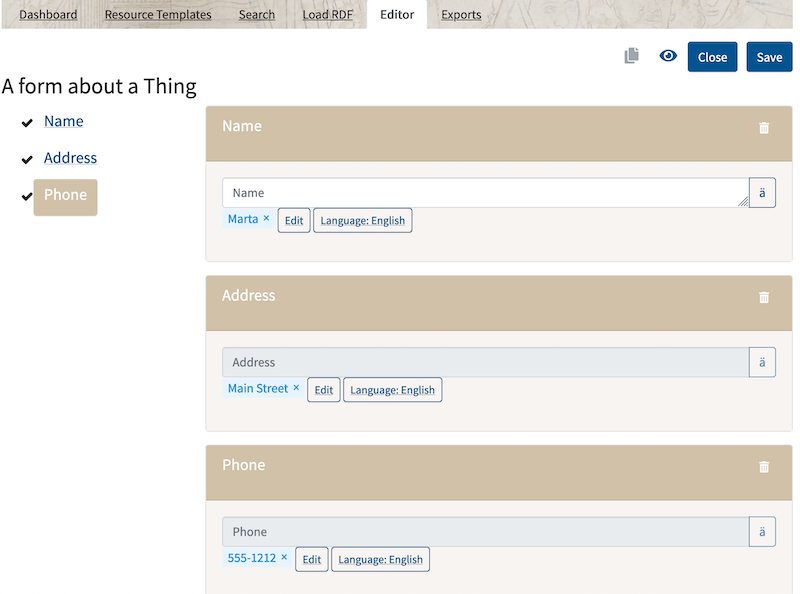 Dashboard Resource Templates Search Load RDF Editor Exports
Close Save
A form about a Thing
Name
Address
Phone
Name
Name ä
Marta × Edit Language: English
Address
Address ä
Main Street × Edit Language: English
Phone
Phone ä
555-1212 × Edit Language: English